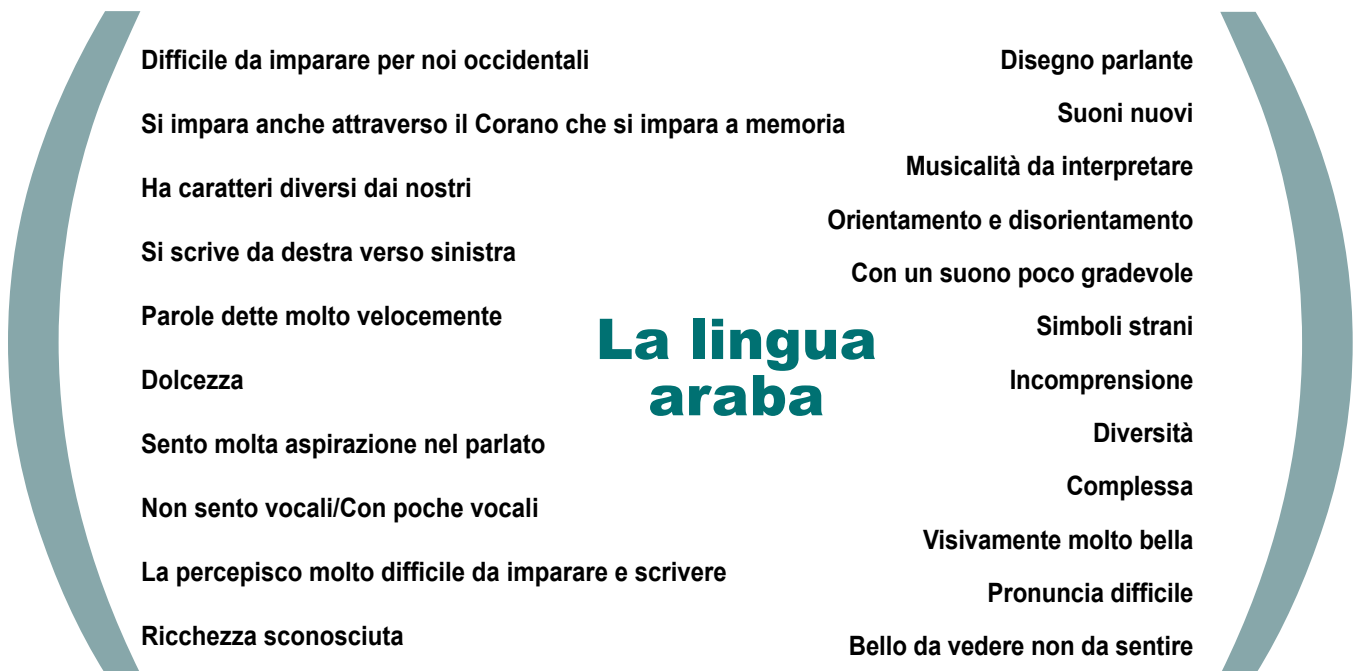 Difficile da imparare per noi occidentali
Si impara anche attraverso il Corano che si impara a memoria
Ha caratteri diversi dai nostri
Si scrive da destra verso sinistra
Parole dette molto velocemente
Dolcezza
Sento molta aspirazione nel parlato
Non sento vocali/Con poche vocali
La percepisco molto difficile da imparare e scrivere
Ricchezza sconosciuta
La lingua
araba
Disegno parlante
Suoni nuovi
Musicalità da interpretare
Orientamento e disorientamento
Con un suono poco gradevole
Simboli strani
Incomprensione
Diversità
Complessa
Visivamente molto bella
Pronuncia difficile
Bello da vedere non da sentire